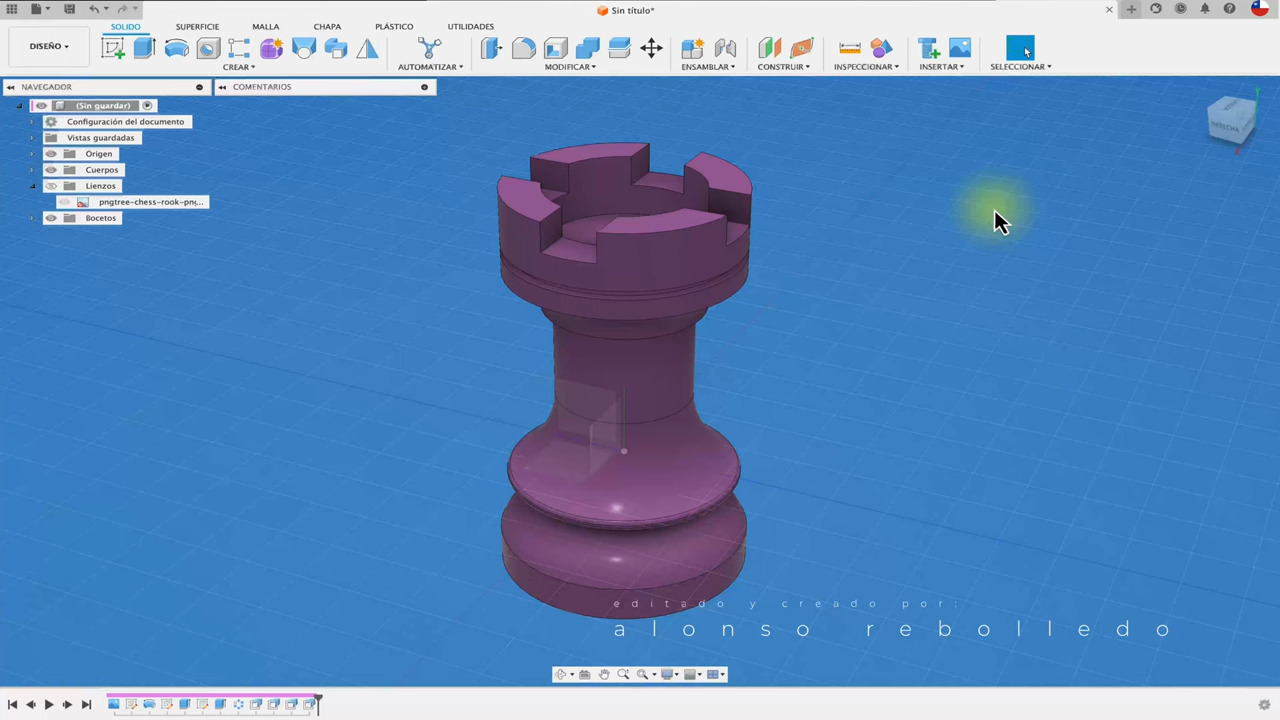 Sin título*
DISEÑO
SOLIDO
SUPERFICIE
MALLA
CHAPA
PLÁSTICO
UTILIDADES
CREAR
AUTOMATIZAR
MODIFICAR
ENSAMBLAR
CONSTRUIR
INSPECCIONAR
INSERTAR
SELECCIONAR
NAVEGADOR
COMENTARIOS
(Sin guardar)
Configuración del documento
Vistas guardadas
Origen
Cuerpos
Lienzos
pngtree-chess-rook-pn...
Bocetos
editado y creado por:
alonso rebolledo